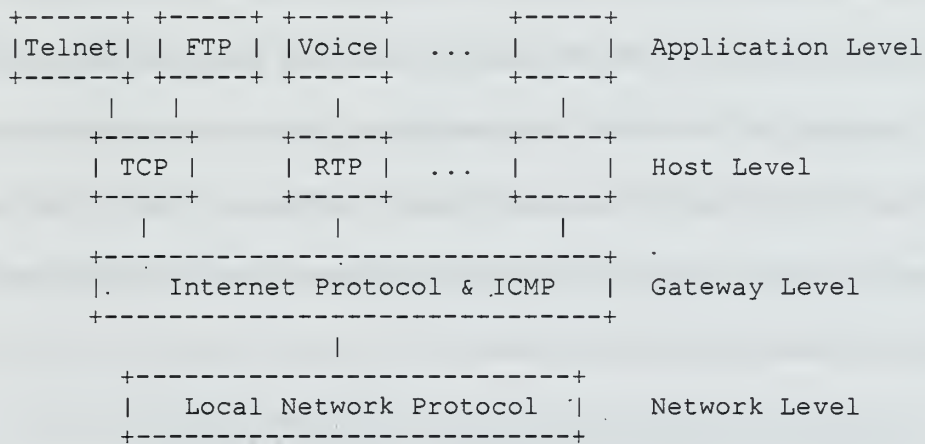 +------+ +-----+ +-----+       +-----+
|Telnet| | FTP | |Voice|  ...  |     |  Application Level
+------+ +-----+ +-----+       +-----+
      |   |         |             |
     +-----+     +-----+       +-----+
     | TCP |     | RTP |  ...  |     |  Host Level
     +-----+     +-----+       +-----+
        |           |             |
     +-------------------------------+
     |    Internet Protocol & ICMP   |  Gateway Level
     +-------------------------------+
                    |
       +---------------------------+
       |   Local Network Protocol  |    Network Level
       +---------------------------+